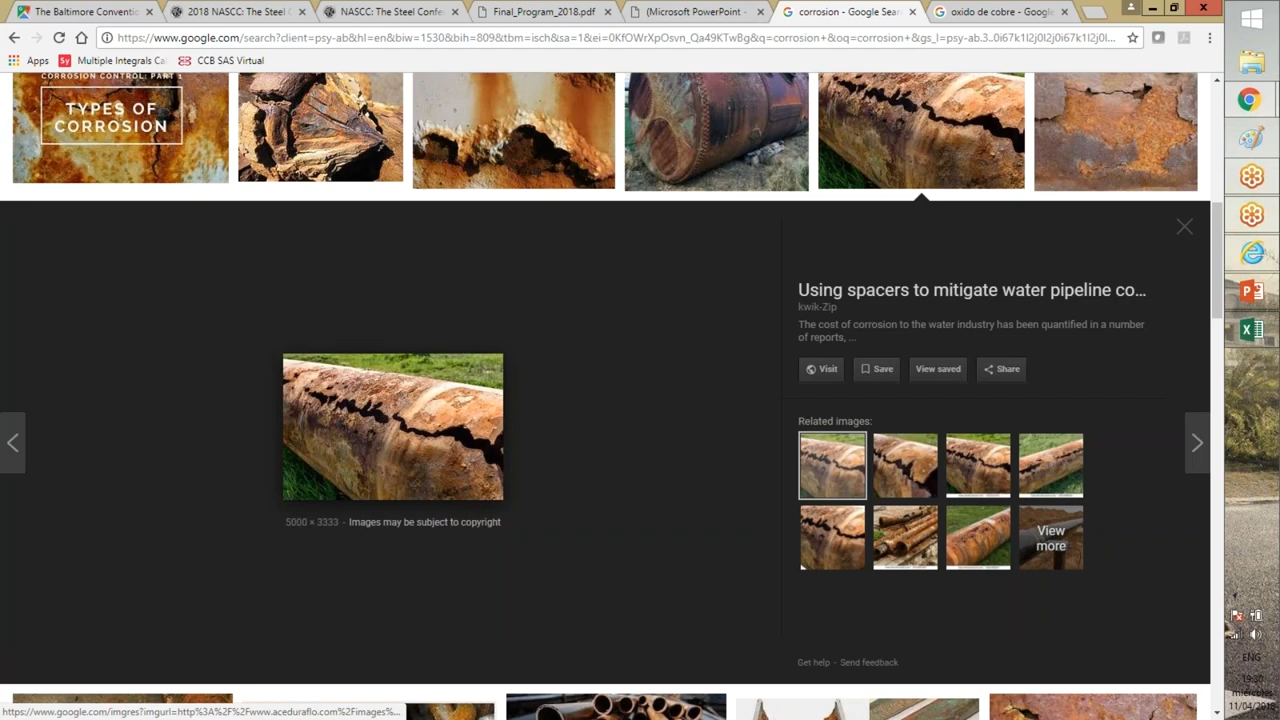 The Baltimore Conventio
2018 NASCC: The Steel C
NASCC: The Steel Confe
Final_Program_2018.pdf
(Microsoft PowerPoint -
corrosion - Google Sear
oxido de cobre - Google
https://www.google.com/search?client=psy-ab&hl=en&biw=1530&bih=809&tbm=isch&sa=1&ei=0KfOWrXpOsvn_Qa49KTwBg&q=corrosion+&oq=corrosion+&gs_l=psy-ab.3..0i67k1l2j0l2j0i67k1l2j0l...
Apps
Multiple Integrals Ca
CCB SAS Virtual
CORROSION CONTROL: PART 1
TYPES OF
CORROSION
Using spacers to mitigate water pipeline co...
kwik-Zip
The cost of corrosion to the water industry has been quantified in a number
of reports, ...
Visit
Save
View saved
Share
Related images:
View
more
5000 × 3333 - Images may be subject to copyright
Get help - Send feedback
https://www.google.com/imgres?imgurl=http%3A%2F%2Fwww.aceduraflo.com%2Fimages%...
ENG
19:30
miércoles
11/04/2018